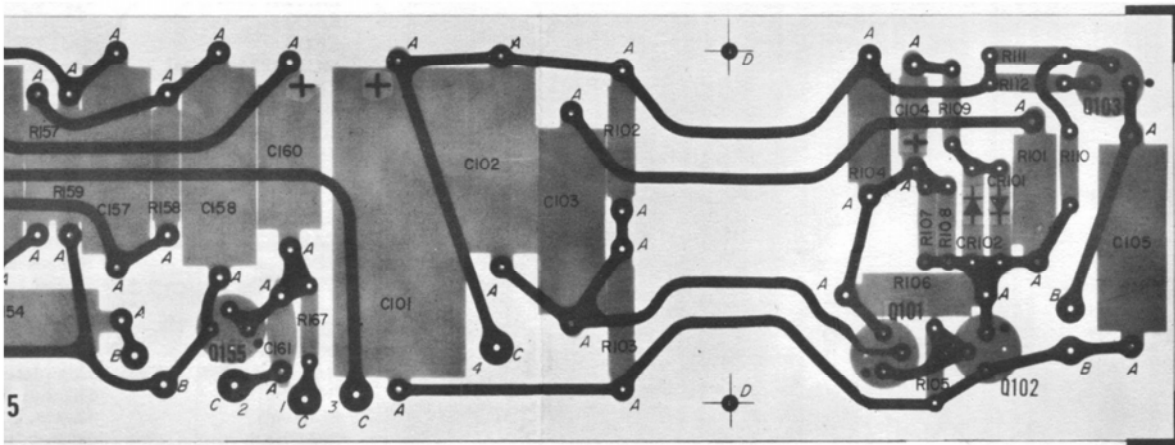 A A A A A A D A A R111
A A A R112
R157 A C104 R109 Q103
C160 R102 A R101 R110 A
C102 R104 A CR101
R159 C157 R158 C158 C103 A R107 R108 C105
A A A A A A A CR102 A
A A A A A R106 A B
54 A C101 R167 Q101
Q155 C161 R103 R105 Q102
B B A 4 C A B A
5 C 2 1 C 3 C A A D